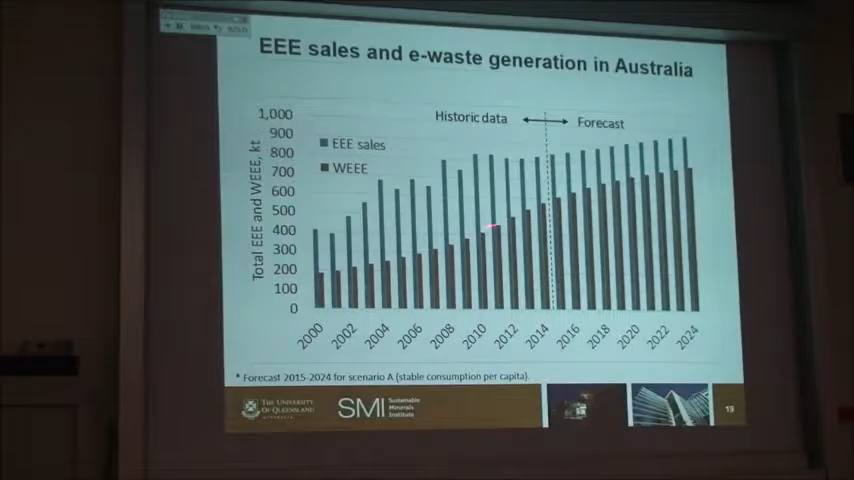 EEE sales and e-waste generation in Australia
Total EEE and WEEE, kt
1,000
900
800
700
600
500
400
300
200
100
0
EEE sales
WEEE
Historic data
Forecast
2000
2002
2004
2006
2008
2010
2012
2014
2016
2018
2020
2022
2024
* Forecast 2015-2024 for scenario A (stable consumption per capita).
THE UNIVERSITY
OF QUEENSLAND
SMI
Sustainable
Minerals
Institute
19